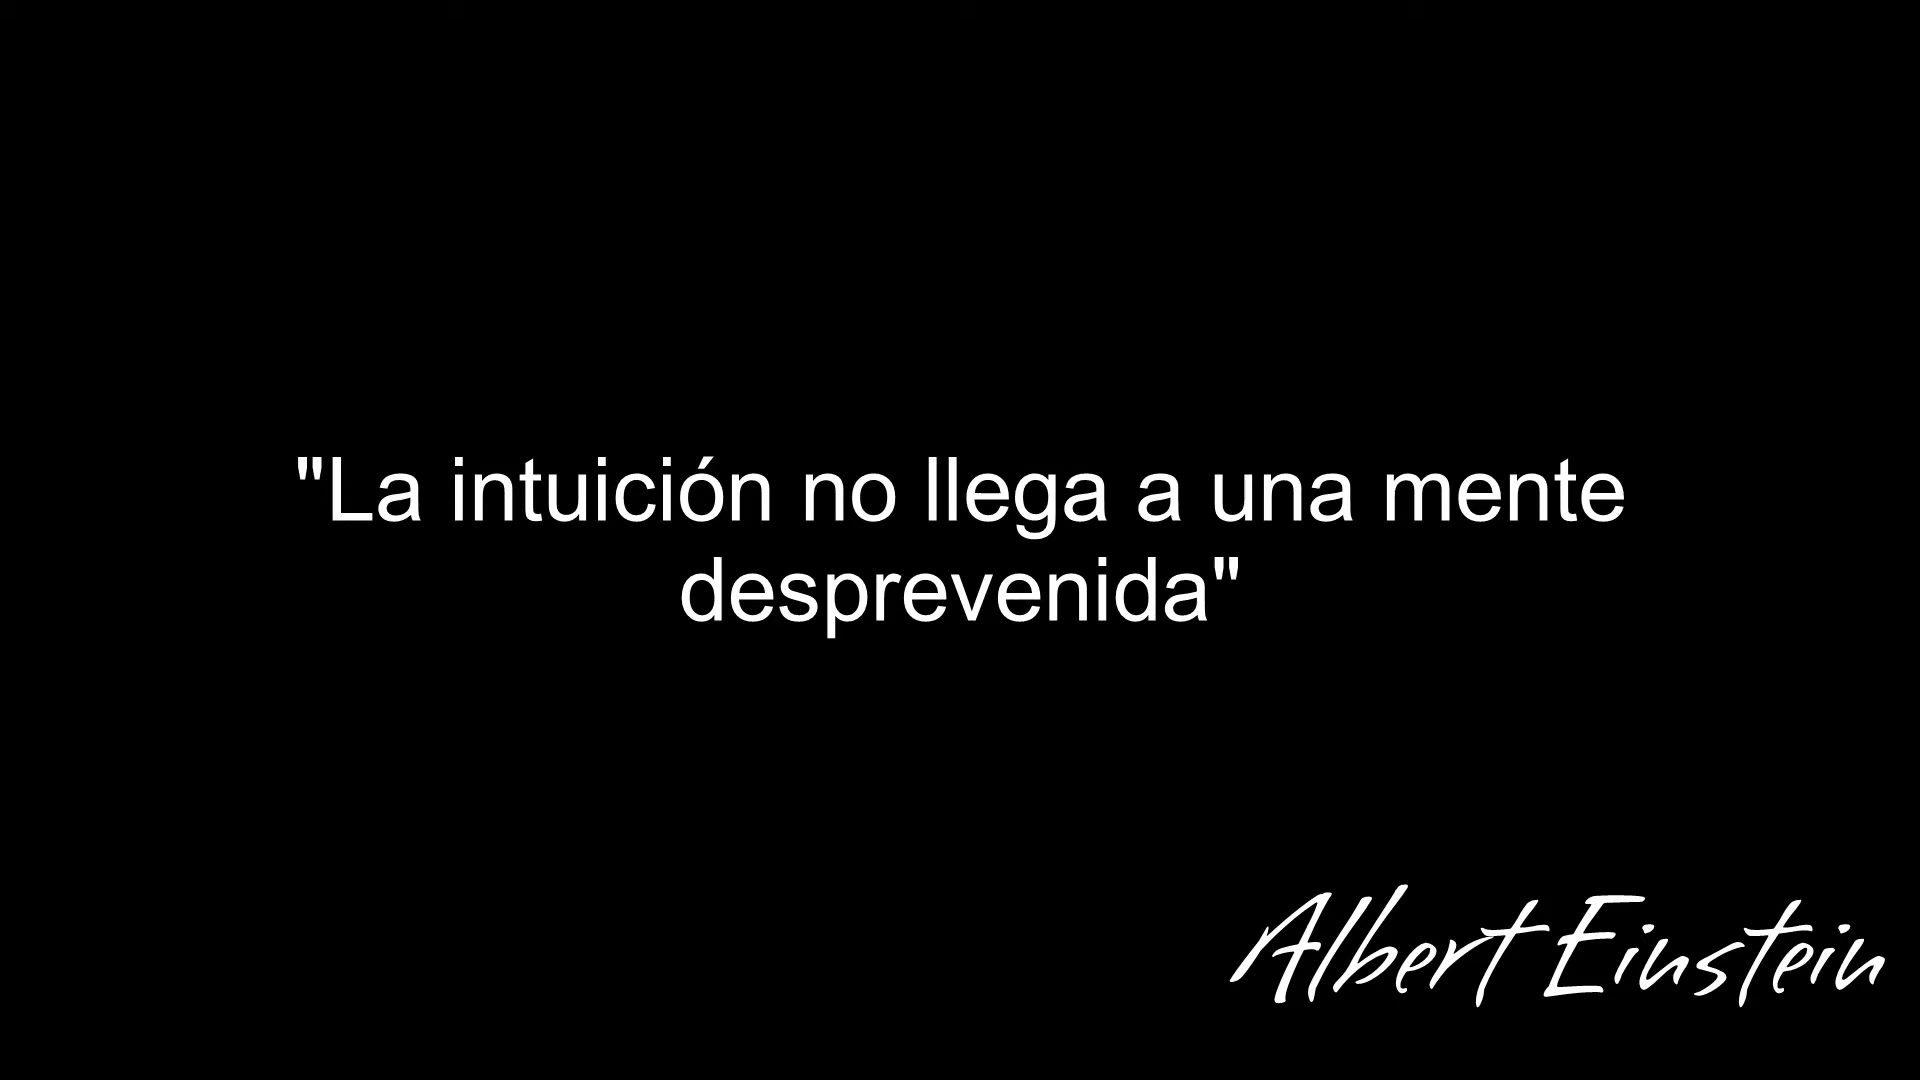 "La intuición no llega a una mente
desprevenida"
Albert Einstein